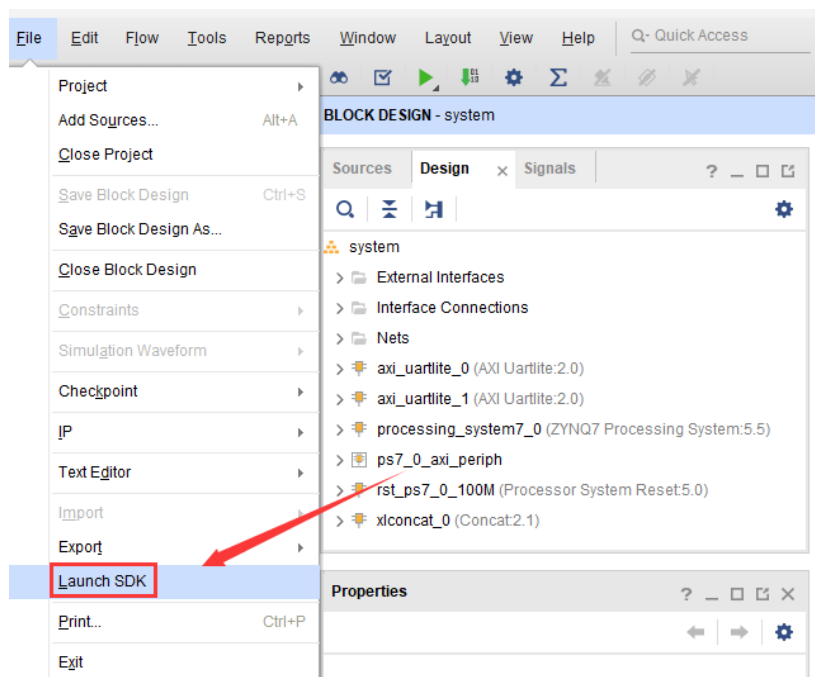 File Edit Flow Tools Reports Window Layout View Help Q- Quick Access
Project
Add Sources... Alt+A
Close Project
Save Block Design Ctrl+S
Save Block Design As...
Close Block Design
Constraints
Simulation Waveform
Checkpoint
IP
Text Editor
Import
Export
Launch SDK
Print... Ctrl+P
Exit
BLOCK DESIGN - system
Sources Design Signals
system
External Interfaces
Interface Connections
Nets
axi_uartlite_0 (AXI Uartlite:2.0)
axi_uartlite_1 (AXI Uartlite:2.0)
processing_system7_0 (ZYNQ7 Processing System:5.5)
ps7_0_axi_periph
rst_ps7_0_100M (Processor System Reset:5.0)
xlconcat_0 (Concat:2.1)
Properties